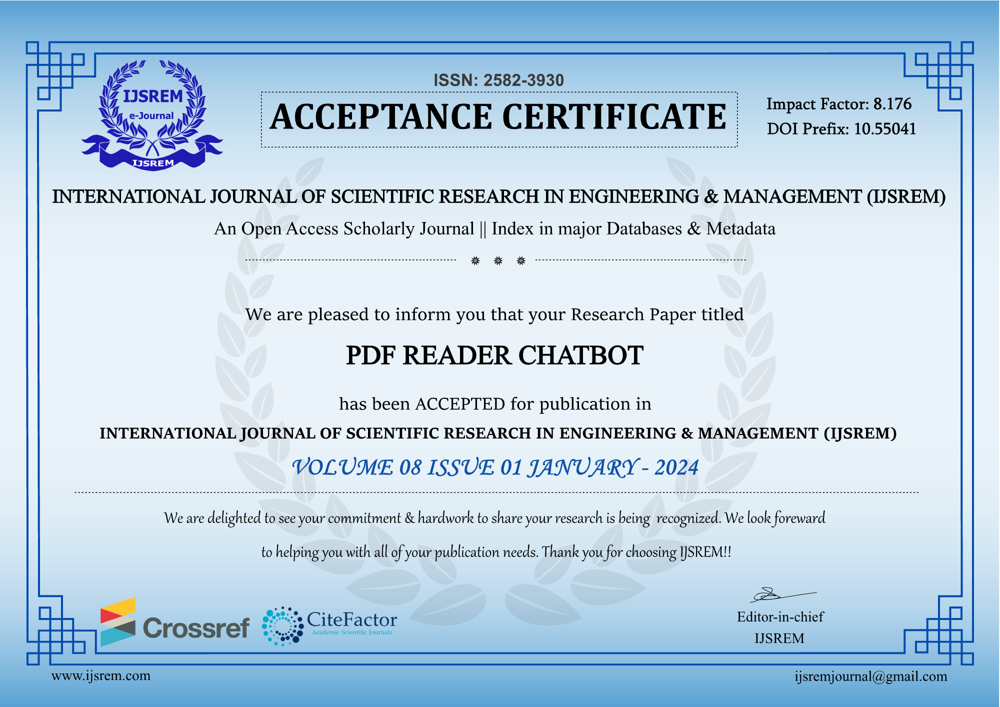 IJSREM
e-Journal
IJSREM
ISSN: 2582-3930
ACCEPTANCE CERTIFICATE
Impact Factor: 8.176
DOI Prefix: 10.55041
INTERNATIONAL JOURNAL OF SCIENTIFIC RESEARCH IN ENGINEERING & MANAGEMENT (IJSREM)
An Open Access Scholarly Journal || Index in major Databases & Metadata
We are pleased to inform you that your Research Paper titled
PDF READER CHATBOT
has been ACCEPTED for publication in
INTERNATIONAL JOURNAL OF SCIENTIFIC RESEARCH IN ENGINEERING & MANAGEMENT (IJSREM)
VOLUME 08 ISSUE 01 JANUARY - 2024
We are delighted to see your commitment & hardwork to share your research is being  recognized. We look foreward
to helping you with all of your publication needs. Thank you for choosing IJSREM!!
Crossref
CiteFactor
Academic Scientific Journals
Editor-in-chief
IJSREM
www.ijsrem.com
ijsremjournal@gmail.com